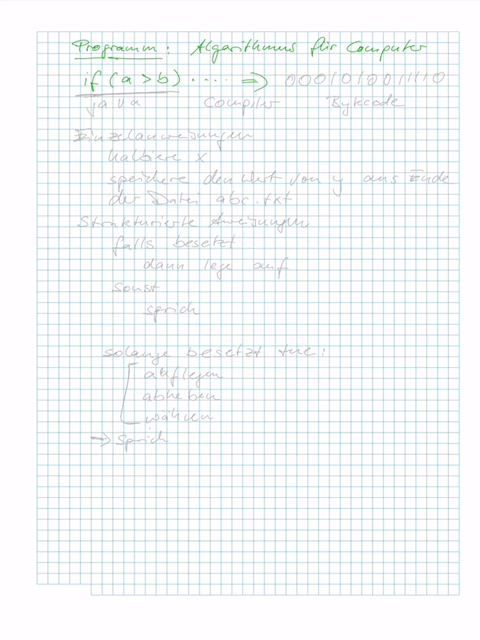 Programm: Algorithmus für Computer
if (a > b) ..... => 00010100111110
java Compiler Bytecode
Einzelanweisungen
halbiere x
speichere den Wert von y ans Ende
der Datei abc.txt
Strukturierte Anweisungen
falls besetzt
dann lege auf
sonst
sprich
solange besetzt tue:
auflegen
abheben
wählen
→ sprich